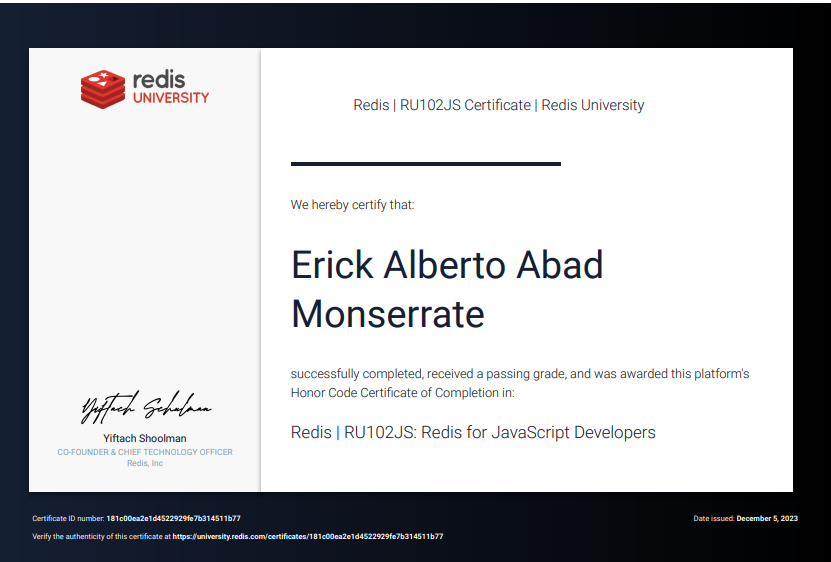 redis
UNIVERSITY
Redis | RU102JS Certificate | Redis University
We hereby certify that:
Erick Alberto Abad
Monserrate
successfully completed, received a passing grade, and was awarded this platform's
Honor Code Certificate of Completion in:
Redis | RU102JS: Redis for JavaScript Developers
Yiftach Schulman
Yiftach Shoolman
CO-FOUNDER & CHIEF TECHNOLOGY OFFICER
Redis, Inc
Certificate ID number: 181c00ea2e1d4522929fe7b314511b77
Date issued: December 5, 2023
Verify the authenticity of this certificate at https://university.redis.com/certificates/181c00ea2e1d4522929fe7b314511b77